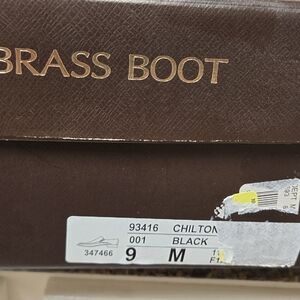 BRASS BOOT
93416 CHILTON
001 BLACK
347466 9 M